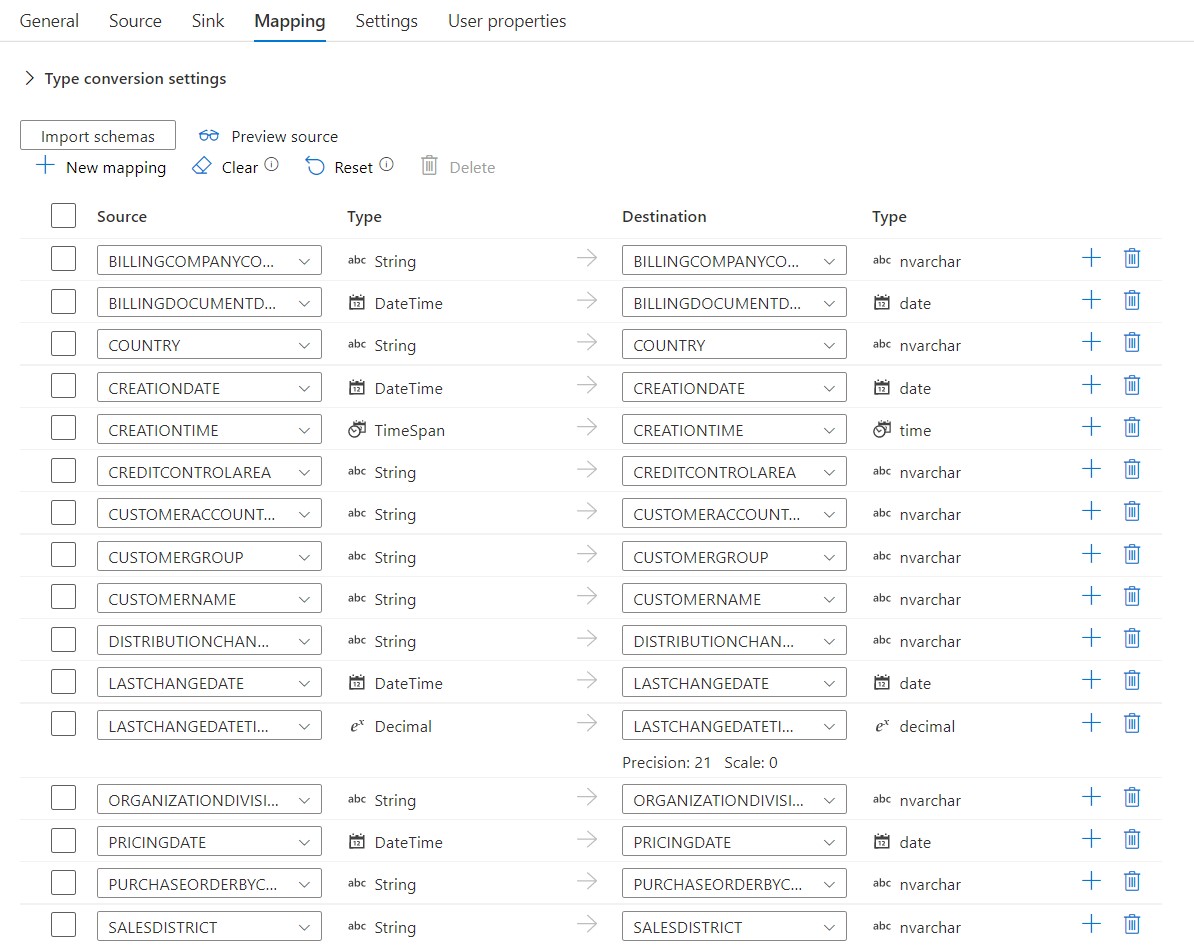 General Source Sink Mapping Settings User properties
Type conversion settings
Import schemas Preview source
New mapping Clear Reset Delete
Source Type Destination Type
BILLINGCOMPANYCO... abc String BILLINGCOMPANYCO... abc nvarchar
BILLINGDOCUMENTD... 12 DateTime BILLINGDOCUMENTD... 12 date
COUNTRY abc String COUNTRY abc nvarchar
CREATIONDATE 12 DateTime CREATIONDATE 12 date
CREATIONTIME TimeSpan CREATIONTIME time
CREDITCONTROLAREA abc String CREDITCONTROLAREA abc nvarchar
CUSTOMERACCOUNT... abc String CUSTOMERACCOUNT... abc nvarchar
CUSTOMERGROUP abc String CUSTOMERGROUP abc nvarchar
CUSTOMERNAME abc String CUSTOMERNAME abc nvarchar
DISTRIBUTIONCHAN... abc String DISTRIBUTIONCHAN... abc nvarchar
LASTCHANGEDATE 12 DateTime LASTCHANGEDATE 12 date
LASTCHANGEDATETI... eˣ Decimal LASTCHANGEDATETI... eˣ decimal
Precision: 21 Scale: 0
ORGANIZATIONDIVISI... abc String ORGANIZATIONDIVISI... abc nvarchar
PRICINGDATE 12 DateTime PRICINGDATE 12 date
PURCHASEORDERBYC... abc String PURCHASEORDERBYC... abc nvarchar
SALESDISTRICT abc String SALESDISTRICT abc nvarchar